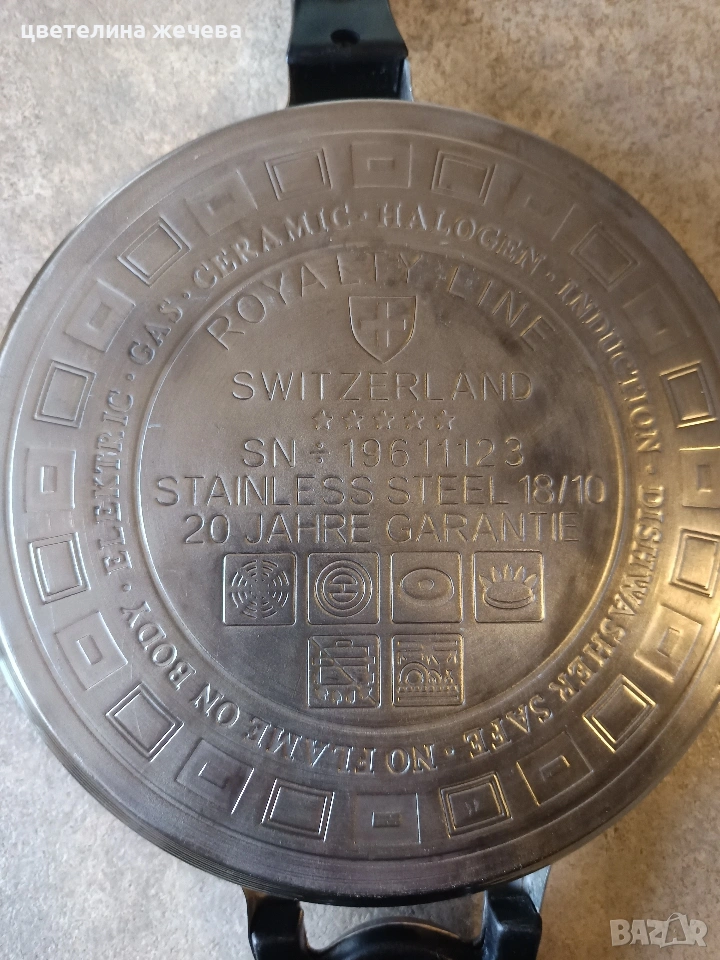 цветелина жечева
ELEKTRIC · GAS · CERAMIC · HALOGEN · INDUCTION · DISHWASHER SAFE · NO FLAME ON BODY ·
ROYALTY LINE
SWITZERLAND
SN ÷ 19611123
STAINLESS STEEL 18/10
20 JAHRE GARANTIE
BAZAR